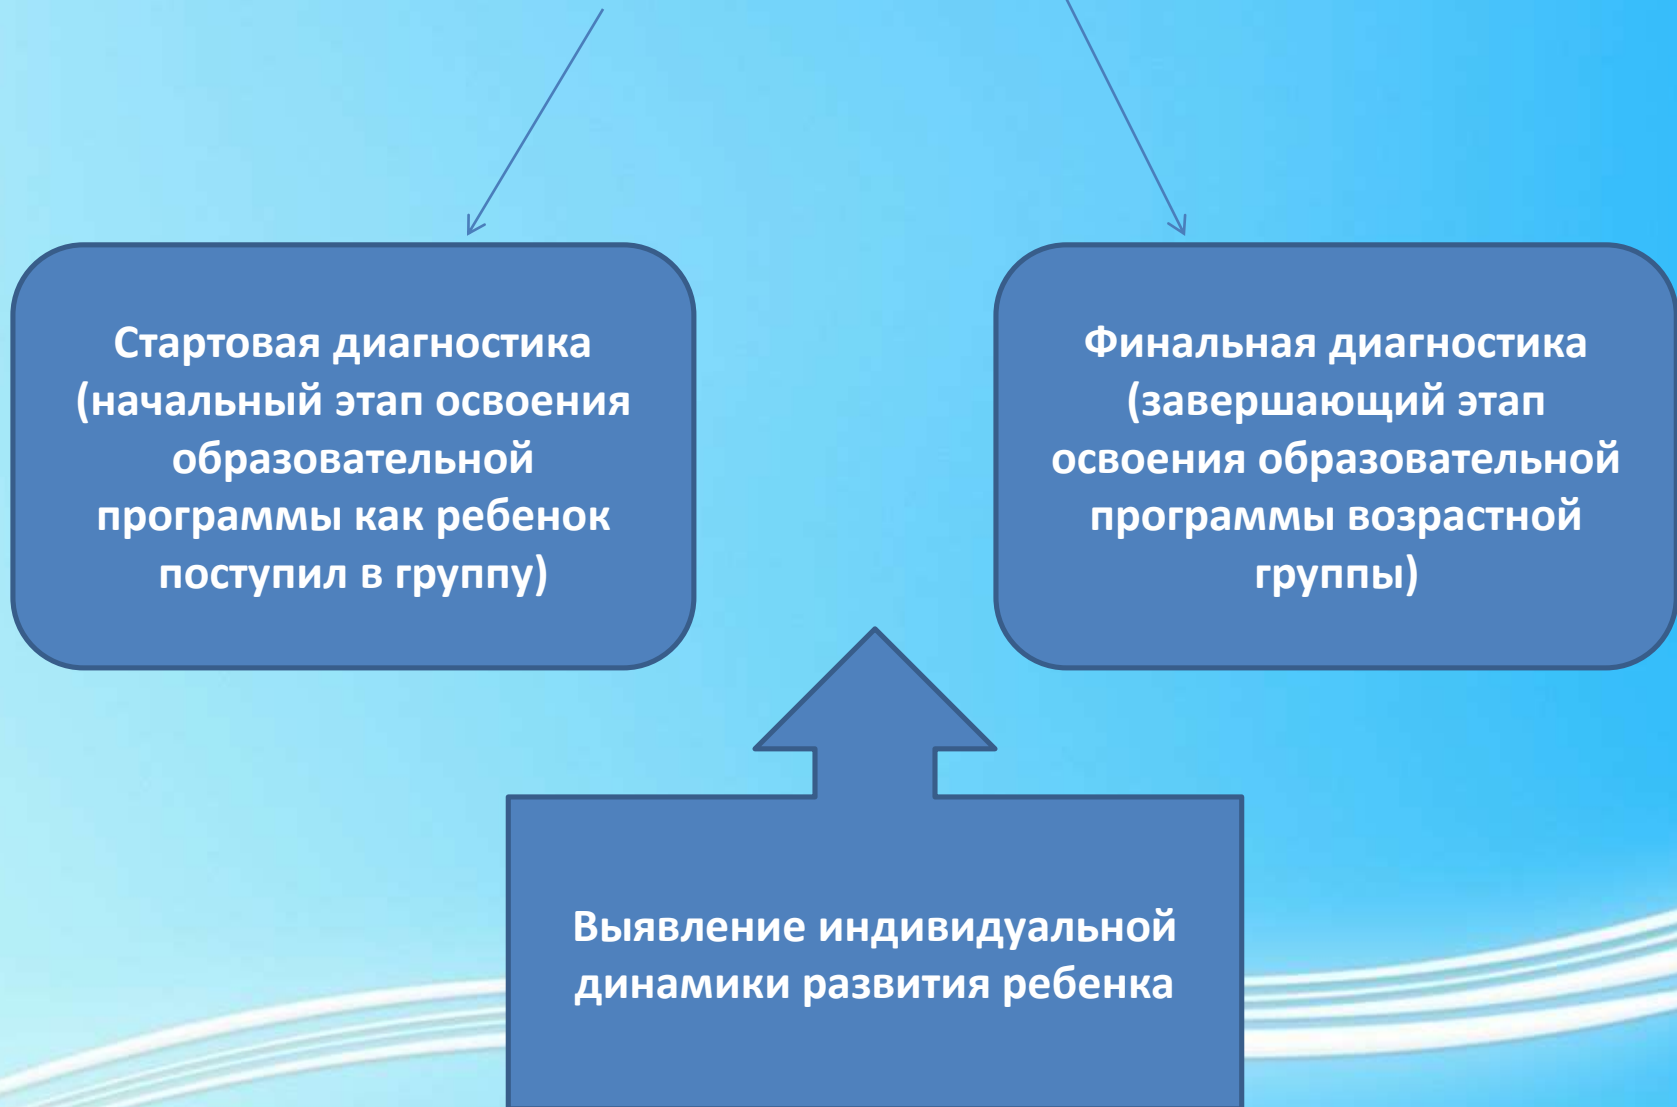 Стартовая диагностика
(начальный этап освоения
образовательной
программы как ребенок
поступил в группу)
Финальная диагностика
(завершающий этап
освоения образовательной
программы возрастной
группы)
Выявление индивидуальной
динамики развития ребенка